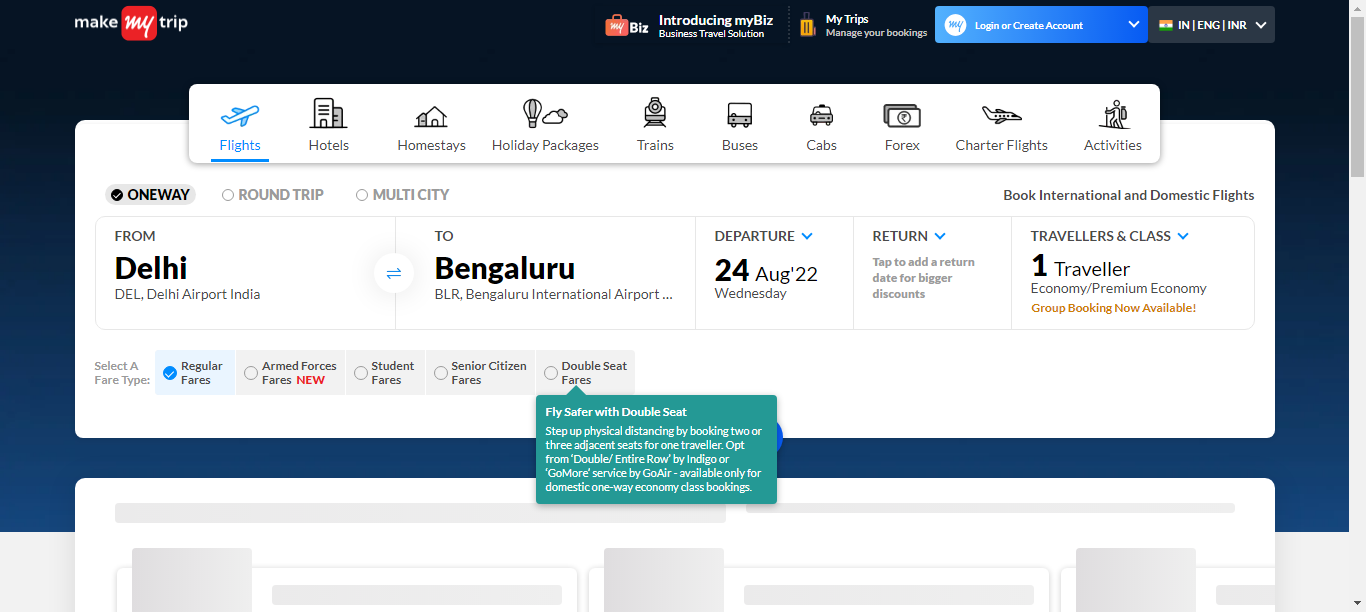 make my trip
my Biz
Introducing myBiz
Business Travel Solution
My Trips
Manage your bookings
my
Login or Create Account
IN | ENG | INR
Flights
Hotels
Homestays
Holiday Packages
Trains
Buses
Cabs
Forex
Charter Flights
Activities
ONEWAY
ROUND TRIP
MULTI CITY
Book International and Domestic Flights
FROM
Delhi
DEL, Delhi Airport India
TO
Bengaluru
BLR, Bengaluru International Airport ...
DEPARTURE
24 Aug'22
Wednesday
RETURN
Tap to add a return
date for bigger
discounts
TRAVELLERS & CLASS
1 Traveller
Economy/Premium Economy
Group Booking Now Available!
Select A
Fare Type:
Regular
Fares
Armed Forces
Fares NEW
Student
Fares
Senior Citizen
Fares
Double Seat
Fares
Fly Safer with Double Seat
Step up physical distancing by booking two or
three adjacent seats for one traveller. Opt
from ‘Double/ Entire Row’ by Indigo or
‘GoMore’ service by GoAir - available only for
domestic one-way economy class bookings.